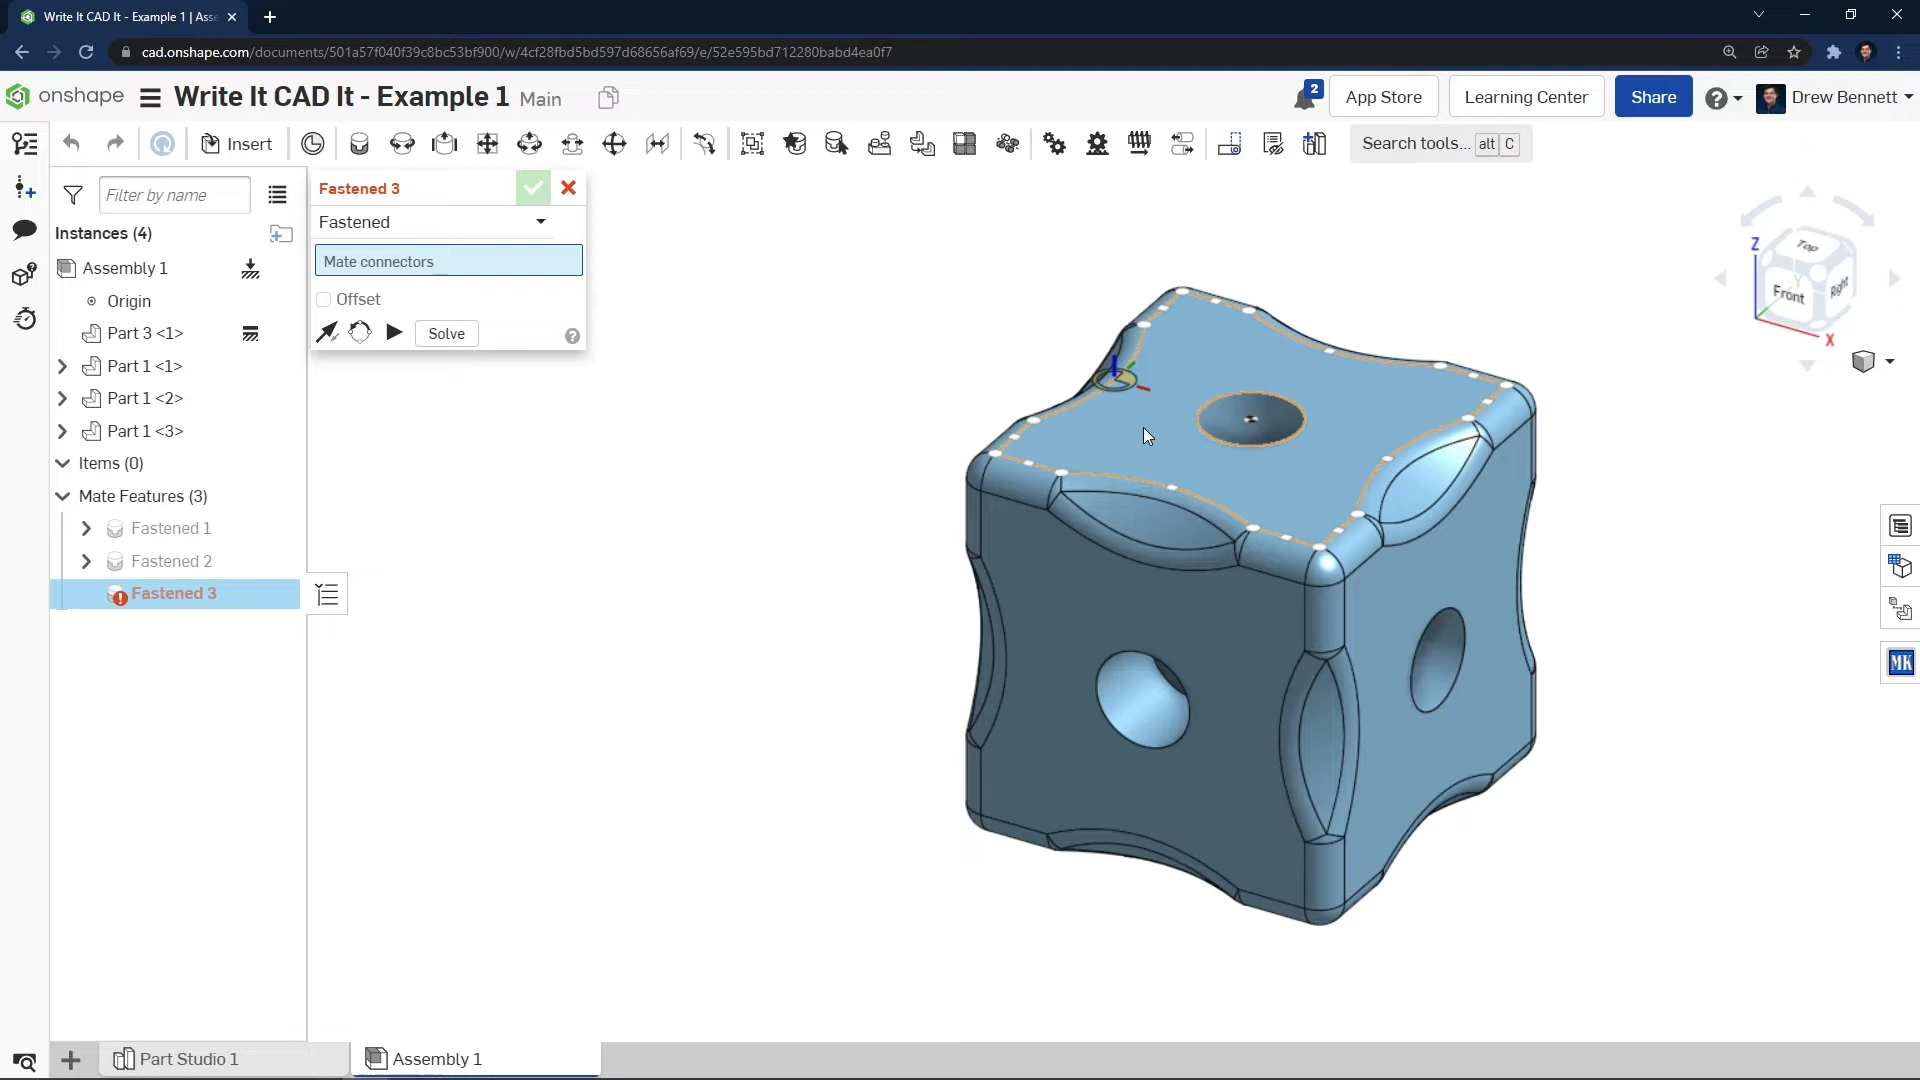 Write It CAD It - Example 1 | Asse
cad.onshape.com/documents/501a57f040f39c8bc53bf900/w/4cf28fbd5bd597d68656af69/e/52e595bd712280babd4ea0f7
onshape Write It CAD It - Example 1 Main
2
App Store
Learning Center
Share
Drew Bennett
Insert
Search tools... alt C
Filter by name
Instances (4)
Assembly 1
Origin
Part 3 <1>
Part 1 <1>
Part 1 <2>
Part 1 <3>
Items (0)
Mate Features (3)
Fastened 1
Fastened 2
Fastened 3
Fastened 3
Fastened
Mate connectors
Offset
Solve
Top
Front
Right
Z
Y
X
MK
Part Studio 1
Assembly 1